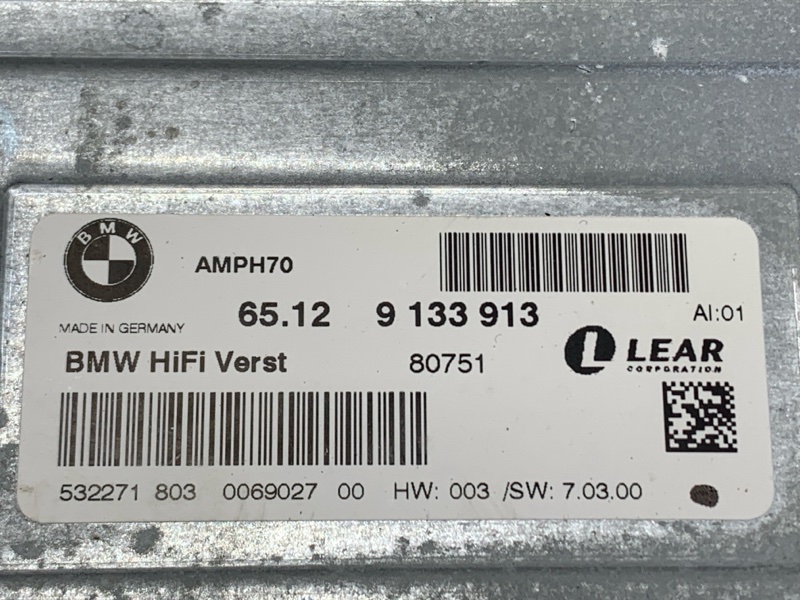 BMW
AMPH70
65.12 9 133 913
AI:01
MADE IN GERMANY
BMW HiFi Verst 80751
LEAR
CORPORATION
532271 803 0069027 00 HW: 003 /SW: 7.03.00